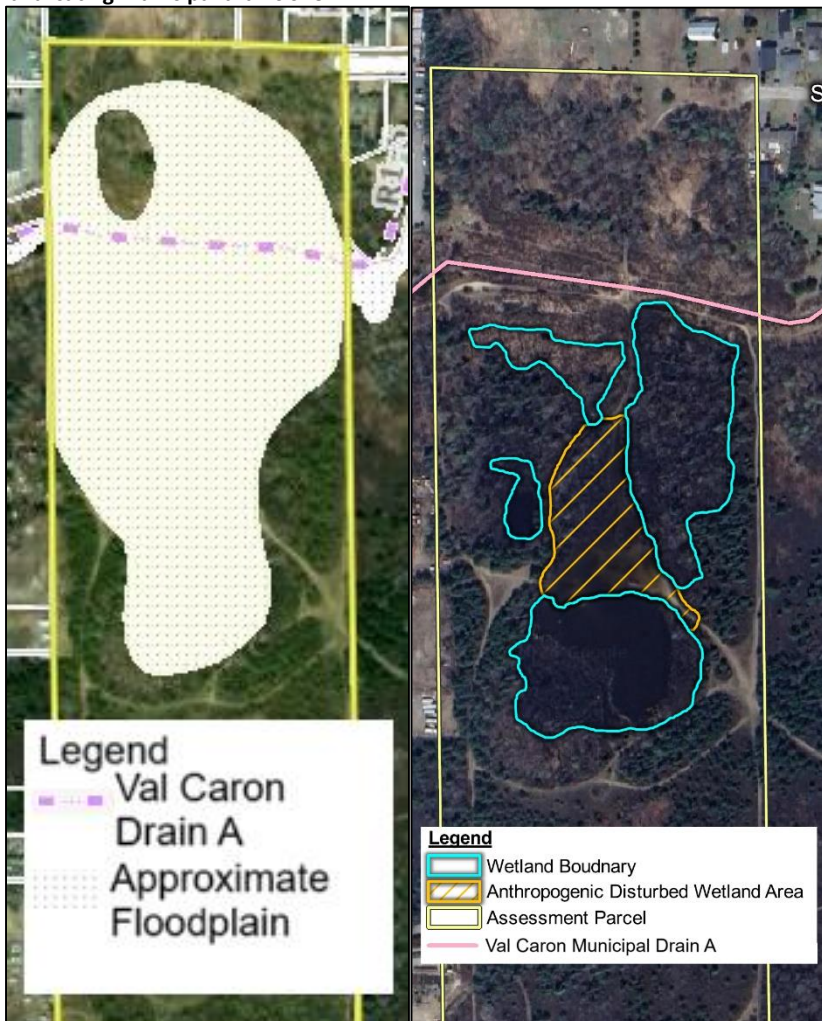 S
Legend
Val Caron
Drain A
Approximate
Floodplain
Legend
Wetland Boudnary
Anthropogenic Disturbed Wetland Area
Assessment Parcel
Val Caron Municipal Drain A